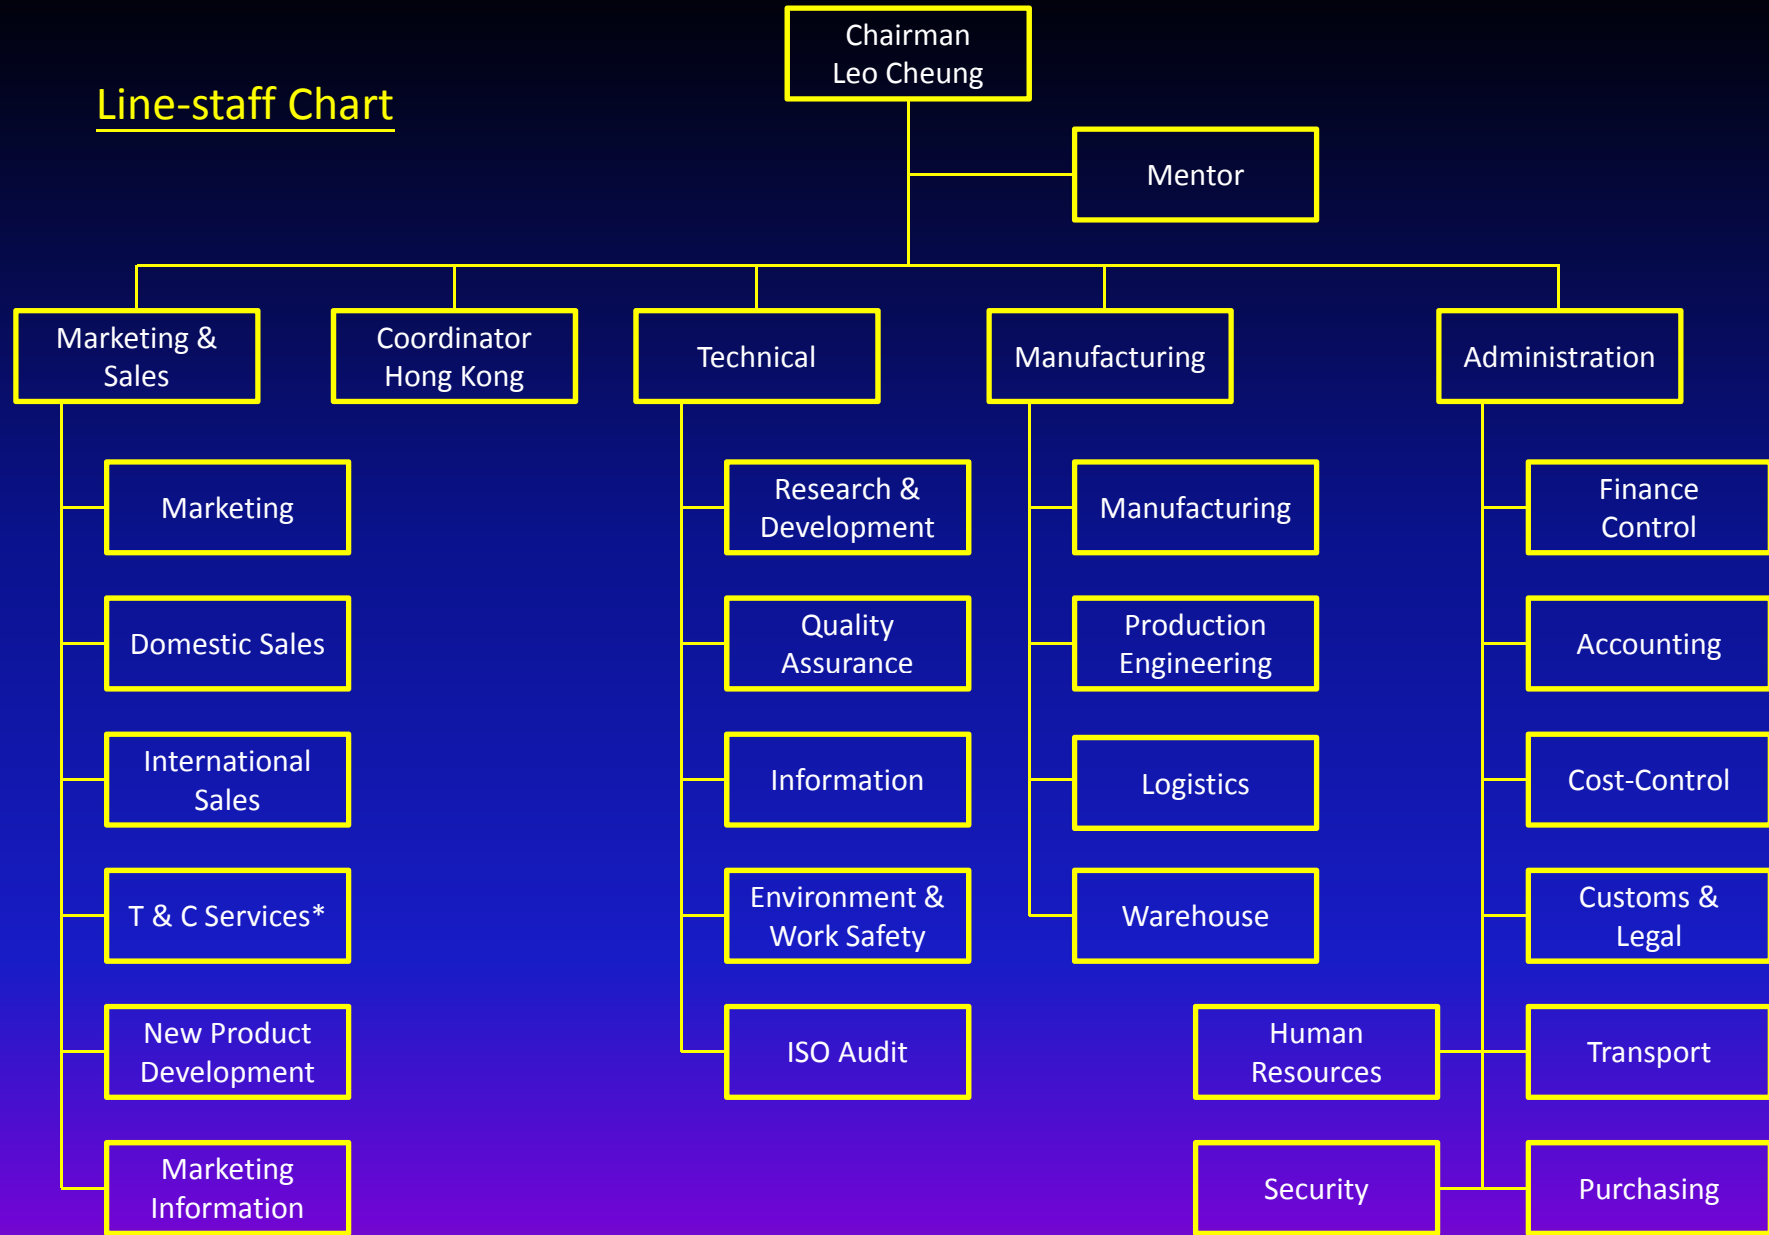 Line-staff Chart
Chairman
Leo Cheung
Mentor
Marketing &
Sales
Coordinator
Hong Kong
Technical
Manufacturing
Administration
Marketing
Domestic Sales
International
Sales
T & C Services*
New Product
Development
Marketing
Information
Research &
Development
Quality
Assurance
Information
Environment &
Work Safety
ISO Audit
Manufacturing
Production
Engineering
Logistics
Warehouse
Finance
Control
Accounting
Cost-Control
Customs &
Legal
Human
Resources
Transport
Security
Purchasing